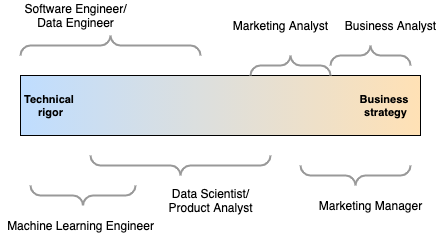 Software Engineer/
Data Engineer
Marketing Analyst
Business Analyst
Technical
rigor
Business
strategy
Data Scientist/
Product Analyst
Machine Learning Engineer
Marketing Manager